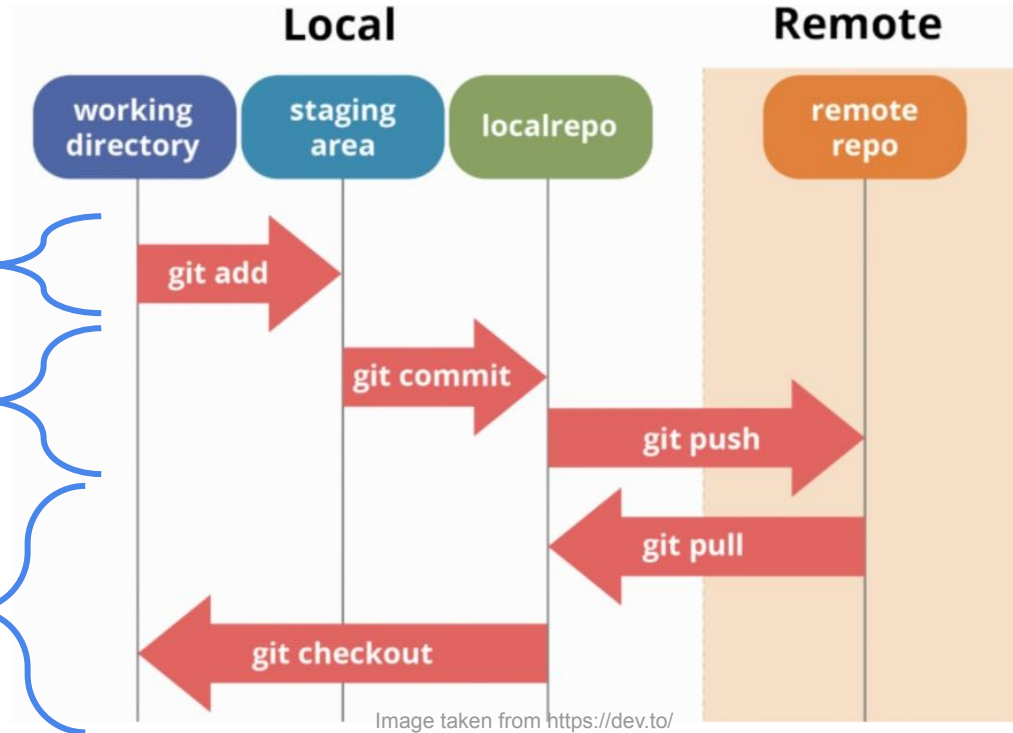 Local
Remote
working
directory
staging
area
localrepo
remote
repo
git add
git commit
git push
git pull
git checkout
Image taken from https://dev.to/